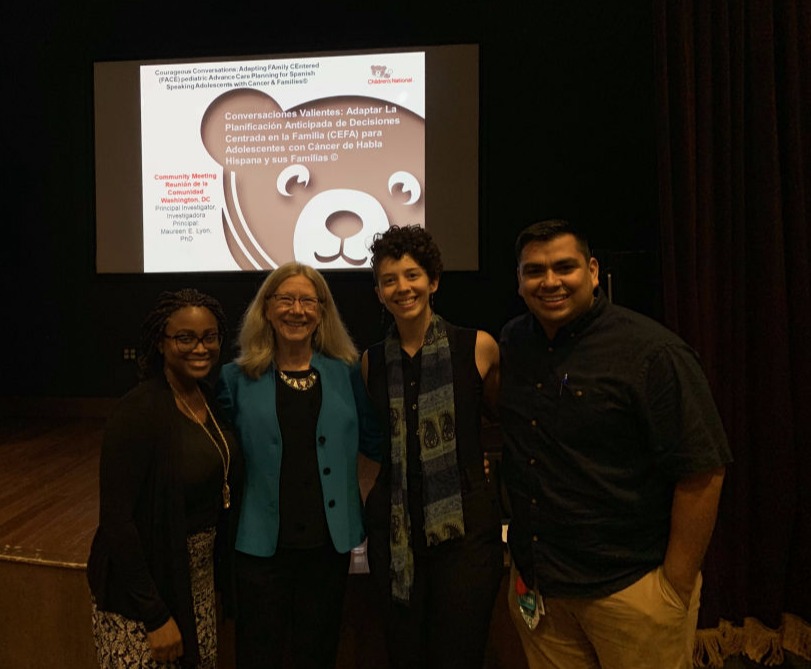 Courageous Conversations: Adapting FAmily CEntered
(FACE) pediatric Advance Care Planning for Spanish
Speaking Adolescents with Cancer & Families©
Children's National
Conversaciones Valientes: Adaptar La
Planificación Anticipada de Decisiones
Centrada en la Familia (CEFA) para
Adolescentes con Cáncer de Habla
Hispana y sus Familias ©
Community Meeting
Reunión de la
Comunidad
Washington, DC
Principal Investigator,
Investigadora
Principal:
Maureen E. Lyon,
PhD